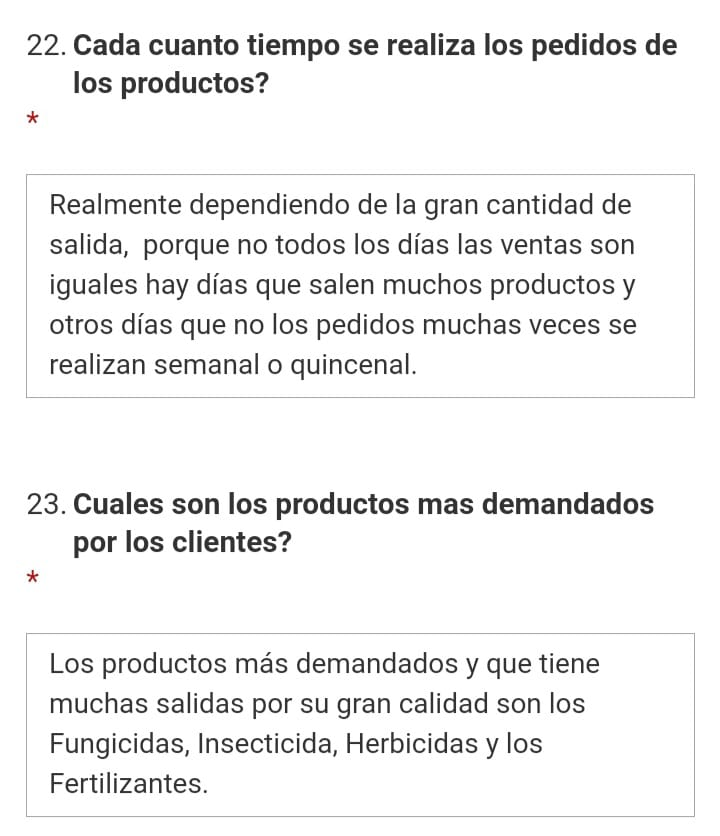 22. Cada cuanto tiempo se realiza los pedidos de
los productos?
*
Realmente dependiendo de la gran cantidad de
salida, porque no todos los días las ventas son
iguales hay días que salen muchos productos y
otros días que no los pedidos muchas veces se
realizan semanal o quincenal.
23. Cuales son los productos mas demandados
por los clientes?
*
Los productos más demandados y que tiene
muchas salidas por su gran calidad son los
Fungicidas, Insecticida, Herbicidas y los
Fertilizantes.